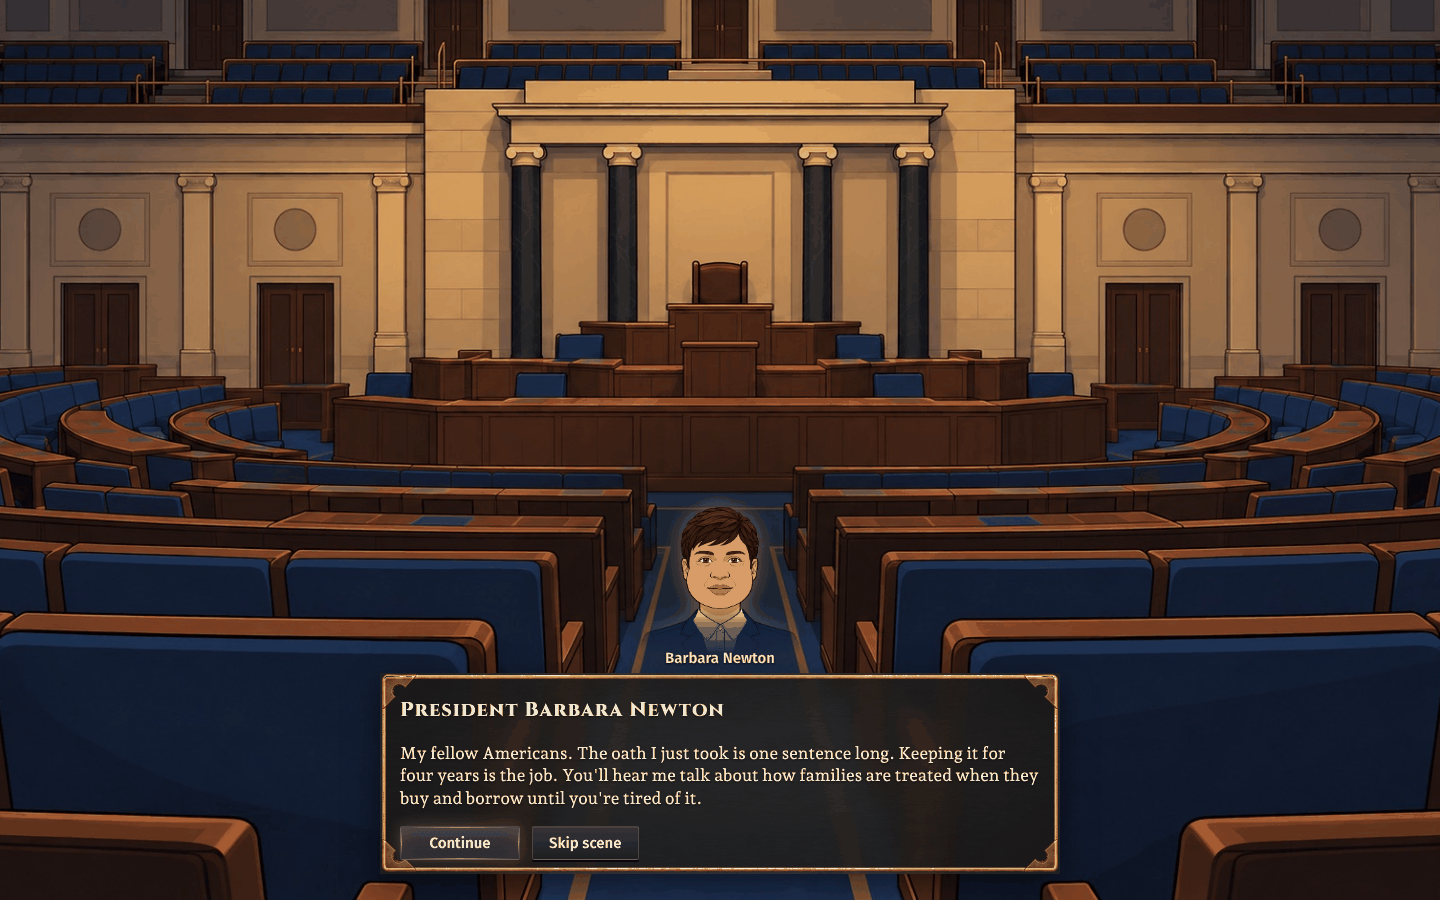 Barbara Newton
President Barbara Newton
My fellow Americans. The oath I just took is one sentence long. Keeping it for
four years is the job. You'll hear me talk about how families are treated when they
buy and borrow until you're tired of it.
Continue
Skip scene